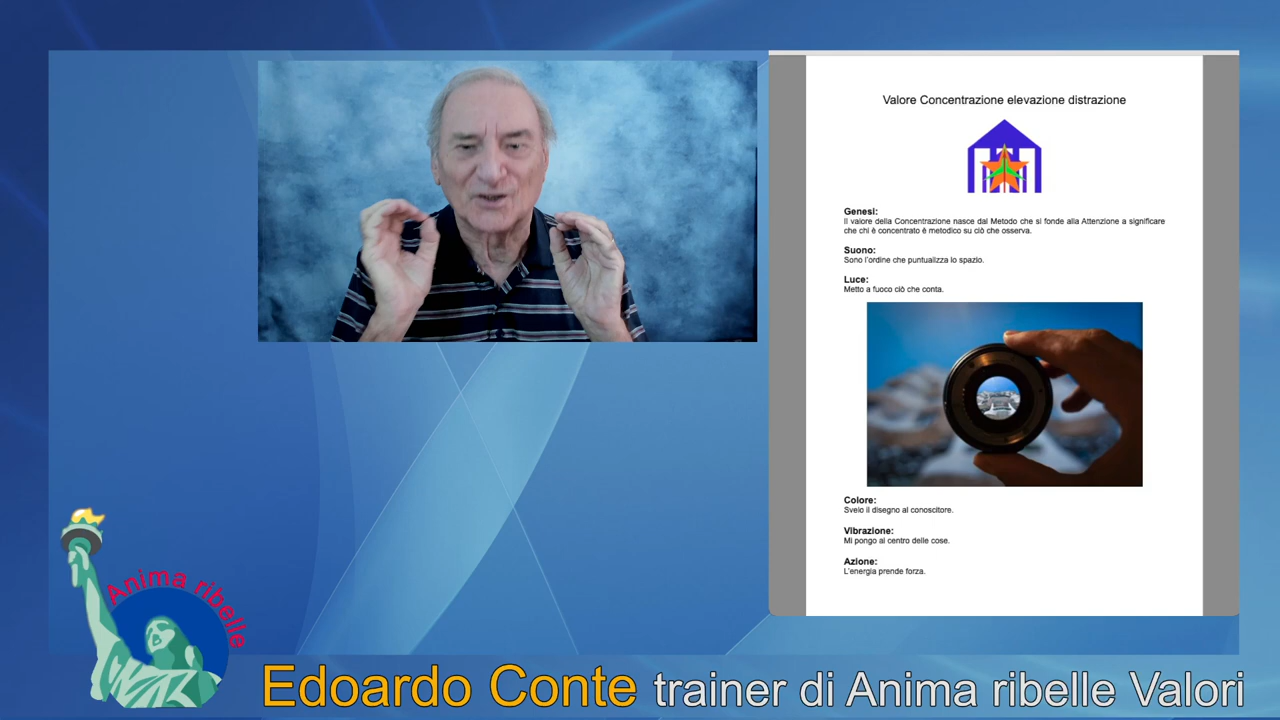 Valore Concentrazione elevazione distrazione
Genesi:
Il valore della Concentrazione nasce dal Metodo che si fonde alla Attenzione a significare
che chi è concentrato è metodico su ciò che osserva.
Suono:
Sono l'ordine che puntualizza lo spazio.
Luce:
Metto a fuoco ciò che conta.
Colore:
Svelo il disegno al conoscitore.
Vibrazione:
Mi pongo al centro delle cose.
Azione:
L'energia prende forza.
Anima ribelle
Edoardo Conte trainer di Anima ribelle Valori